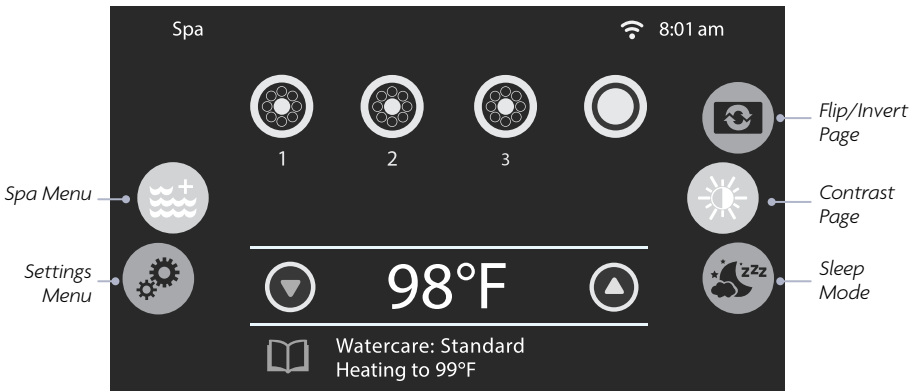 Spa
8:01 am
1
2
3
Flip/Invert
Page
Spa Menu
Contrast
Page
Settings
Menu
98°F
zzz
Sleep
Mode
Watercare: Standard
Heating to 99°F